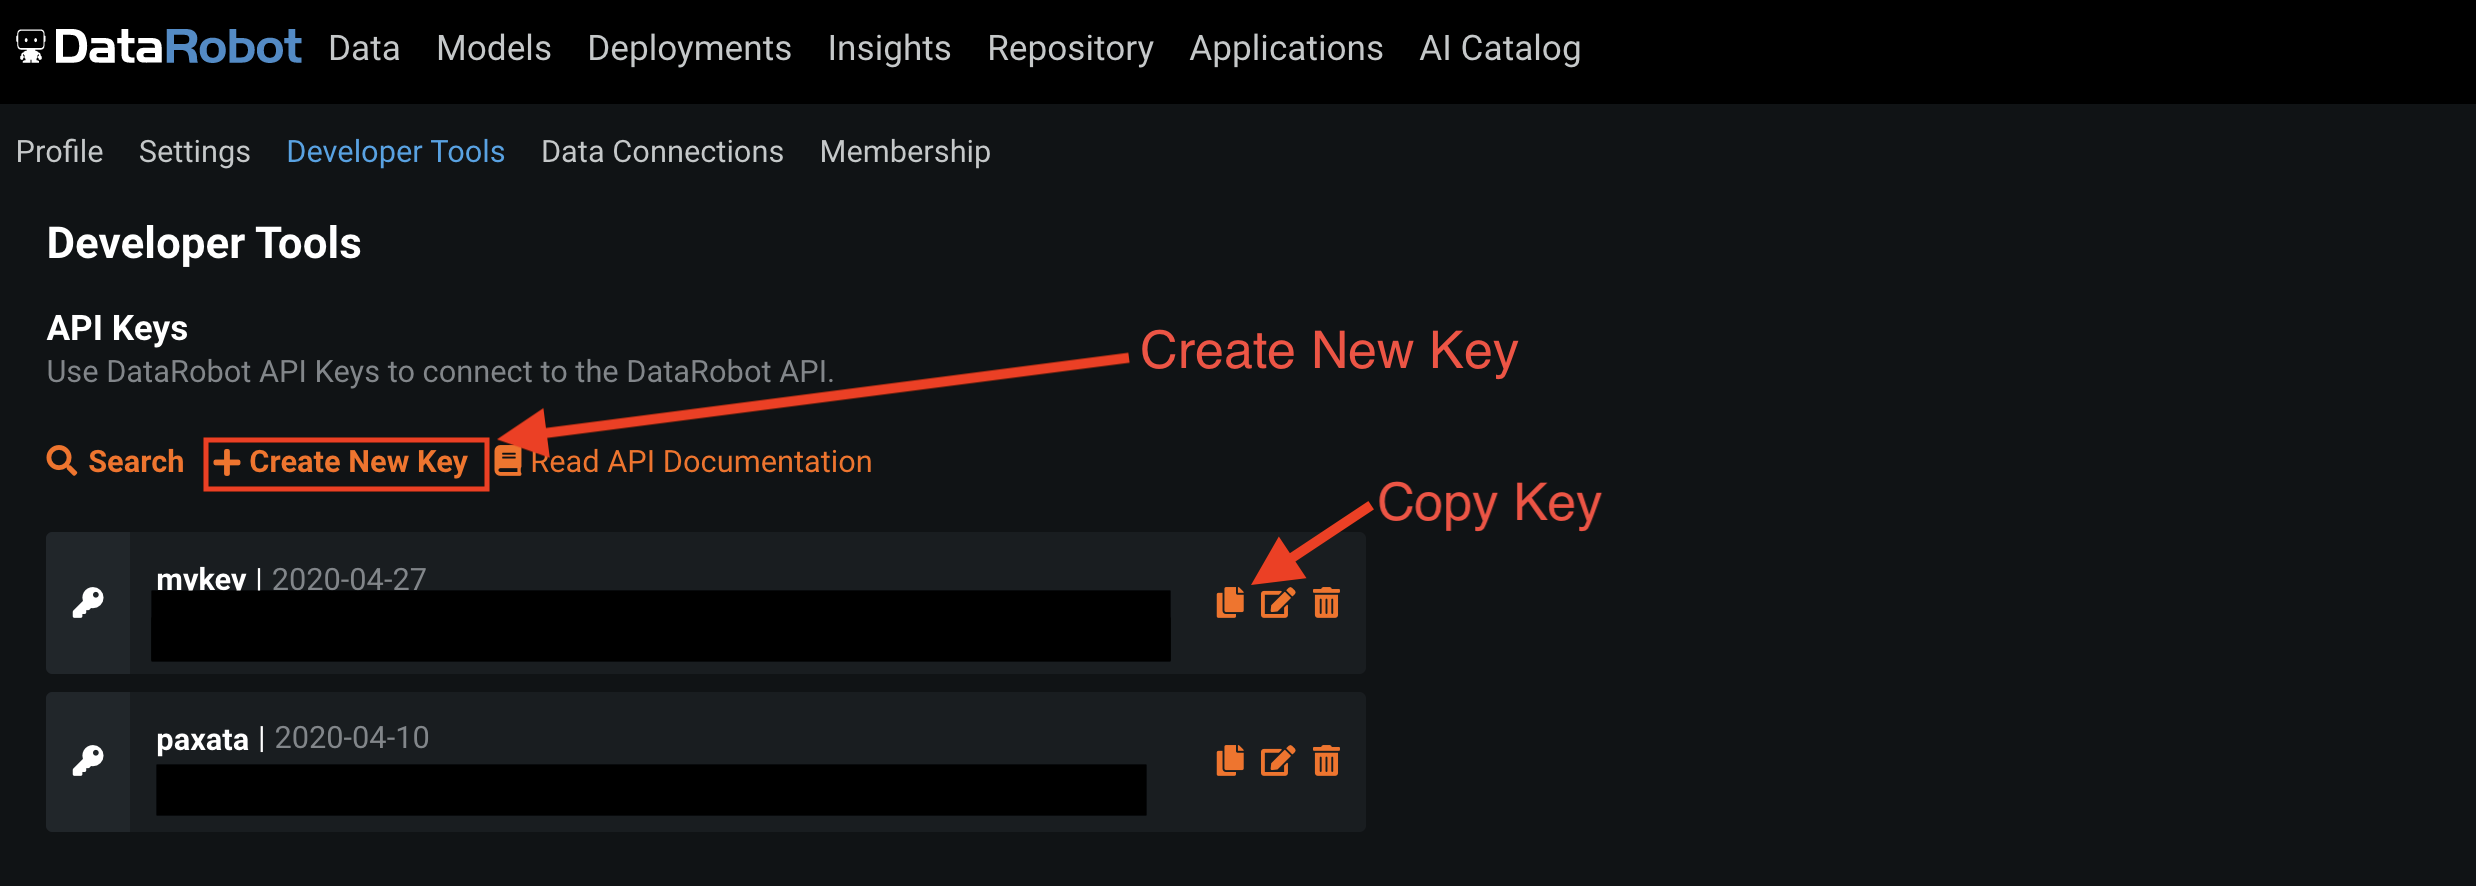 DataRobot Data Models Deployments Insights Repository Applications AI Catalog
Profile Settings Developer Tools Data Connections Membership
Developer Tools
API Keys
Use DataRobot API Keys to connect to the DataRobot API.
Create New Key
Search + Create New Key Read API Documentation
Copy Key
mykey | 2020-04-27
paxata | 2020-04-10